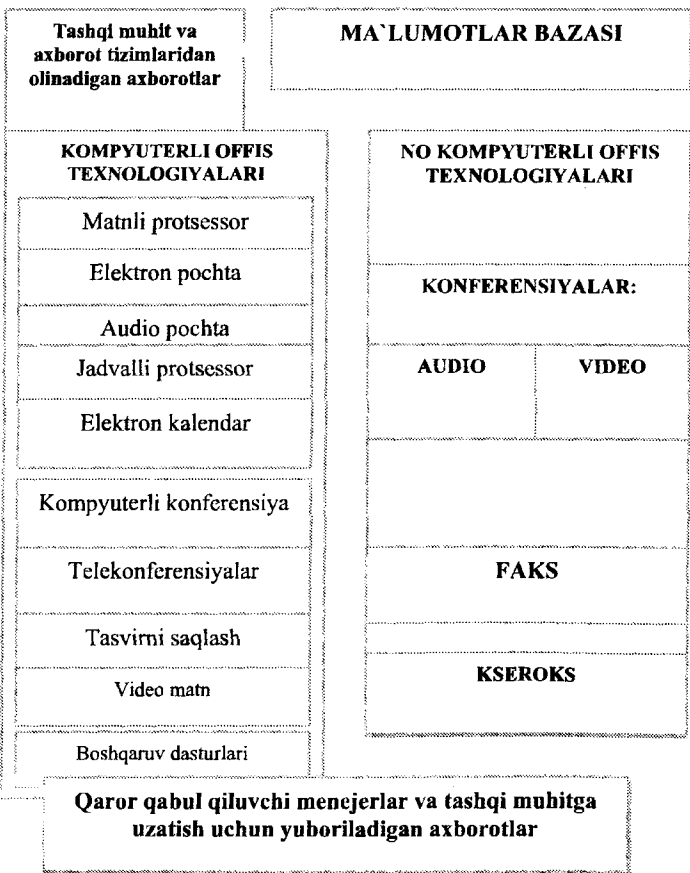 Tashqi muhit va
axborot tizimlaridan
olinadigan axborotlar
MA`LUMOTLAR BAZASI
KOMPYUTERLI OFFIS
TEXNOLOGIYALARI
Matnli protsessor
Elektron pochta
Audio pochta
Jadvalli protsessor
Elektron kalendar
Kompyuterli konferensiya
Telekonferensiyalar
Tasvirni saqlash
Video matn
Boshqaruv dasturlari
NO KOMPYUTERLI OFFIS
TEXNOLOGIYALARI
KONFERENSIYALAR:
AUDIO
VIDEO
FAKS
KSEROKS
Qaror qabul qiluvchi menejerlar va tashqi muhitga
uzatish uchun yuboriladigan axborotlar